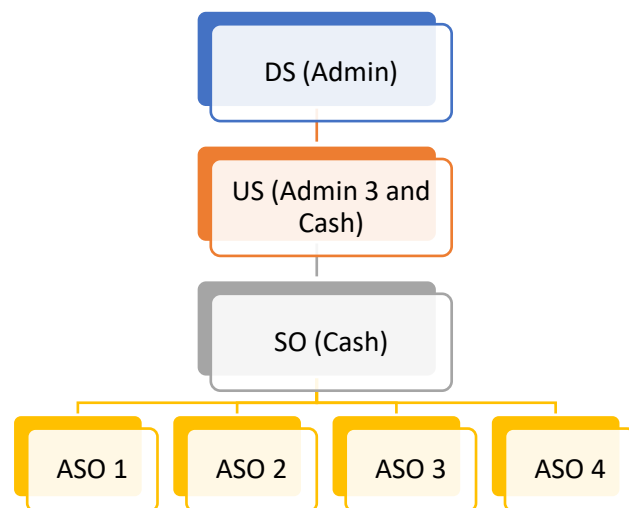 DS (Admin)
US (Admin 3 and
Cash)
SO (Cash)
ASO 1
ASO 2
ASO 3
ASO 4